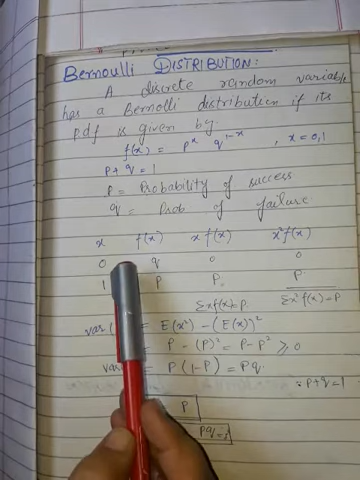 Bernoulli DISTRIBUTION:
A discrete random variable
has a Bernolli distribution if its
pdf is given by.
f(x) = p^x q^1-x , x = 0,1
p + q = 1
p = Probability of success
q = Prob of failure
x f(x) x f(x) x²f(x)
0 q 0 0
1 P P. P.
Σxf(x)=P. Σx²f(x)=P
var( = E(x²) - (E(x))²
= P - (P)² = P - P² ≥ 0
var = P(1-P) = Pq.
∴ P+q=1
P
Pq